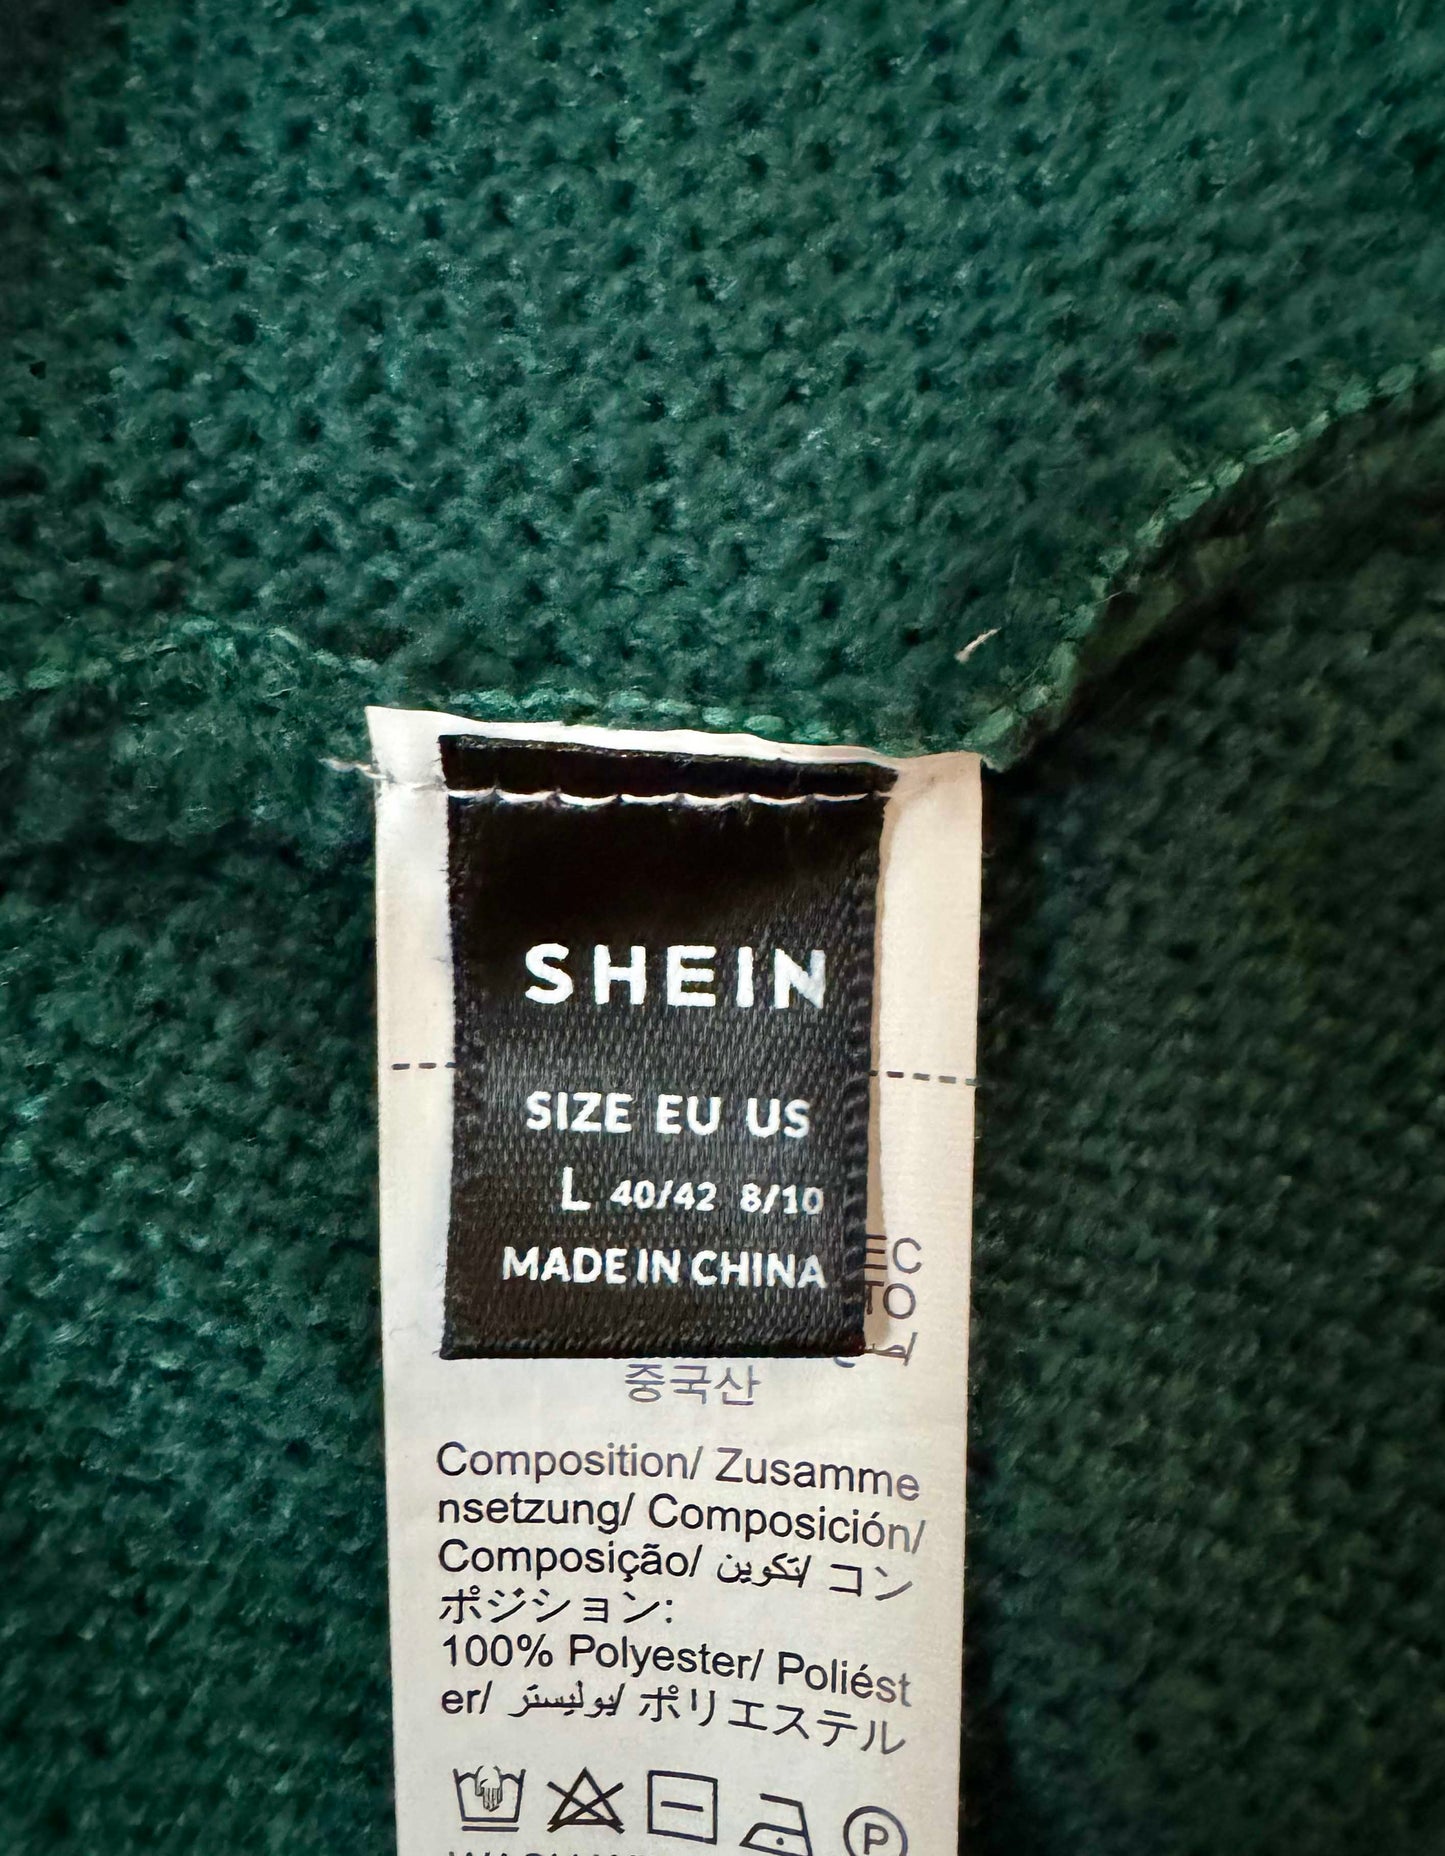 SHEIN
SIZE EU US
L 40/42 8/10
MADE IN CHINA
중국산
Composition/ Zusamme
nsetzung/ Composición/
Composição/ تكوين/ コン
ポジション:
100% Polyester/ Poliést
er/ بوليستر/ ポリエステル
P